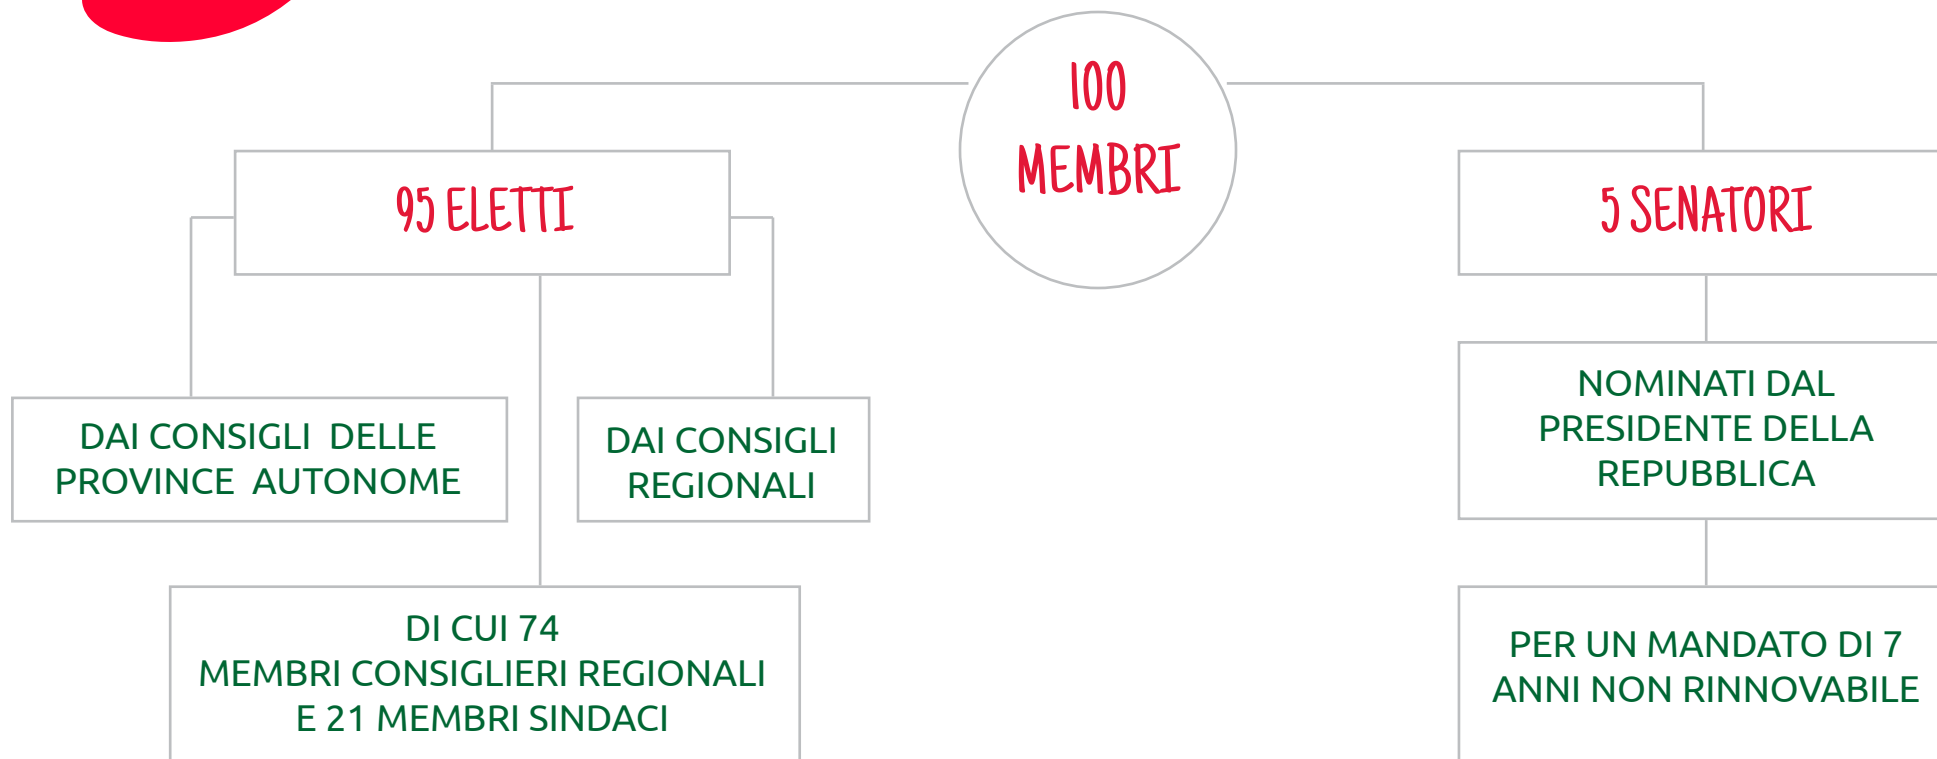 100
MEMBRI
95 ELETTI
5 SENATORI
DAI CONSIGLI DELLE
PROVINCE AUTONOME
DAI CONSIGLI
REGIONALI
NOMINATI DAL
PRESIDENTE DELLA
REPUBBLICA
DI CUI 74
MEMBRI CONSIGLIERI REGIONALI
E 21 MEMBRI SINDACI
PER UN MANDATO DI 7
ANNI NON RINNOVABILE